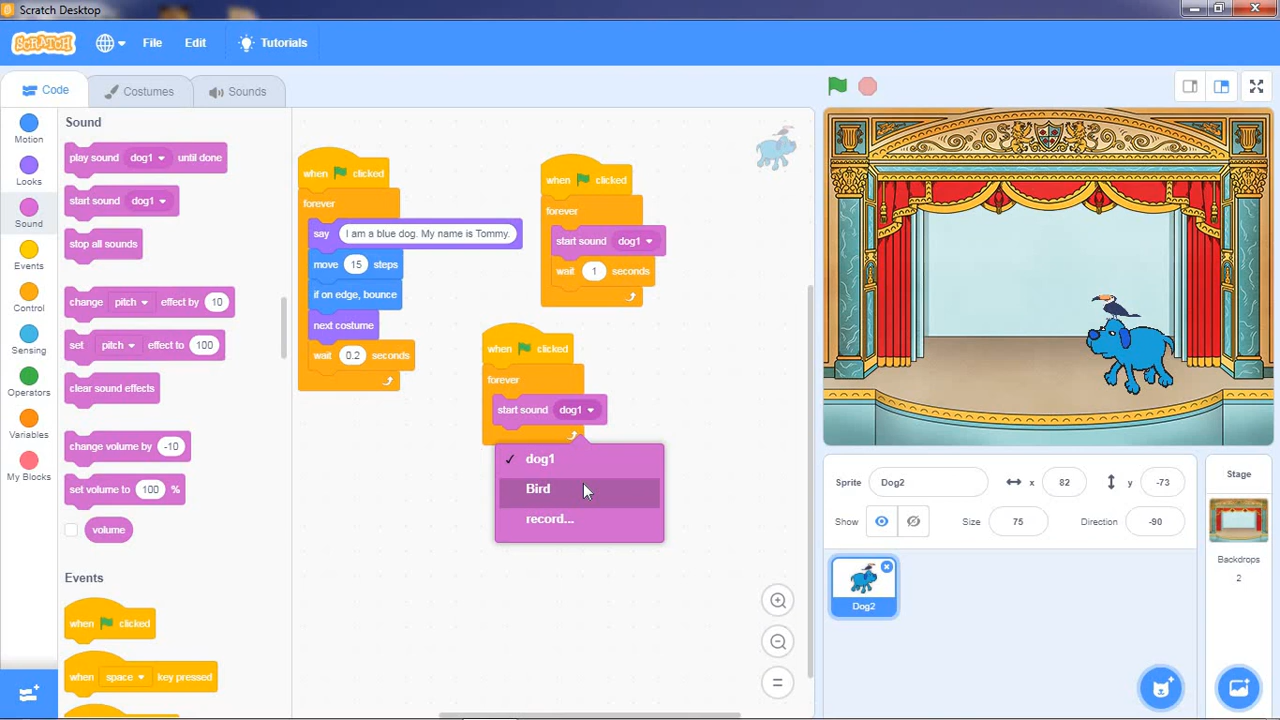 Scratch Desktop
SCRATCH
File
Edit
Tutorials
Code
Costumes
Sounds
Motion
Looks
Sound
Events
Control
Sensing
Operators
Variables
My Blocks
Sound
play sound dog1 until done
start sound dog1
stop all sounds
change pitch effect by 10
set pitch effect to 100
clear sound effects
change volume by -10
set volume to 100 %
volume
Events
when clicked
when space key pressed
when clicked
forever
say I am a blue dog. My name is Tommy.
move 15 steps
if on edge, bounce
next costume
wait 0.2 seconds
when clicked
forever
start sound dog1
wait 1 seconds
when clicked
forever
start sound dog1
✓ dog1
Bird
record...
Sprite Dog2 x 82 y -73
Show Size 75 Direction -90
Dog2
Stage
Backdrops
2